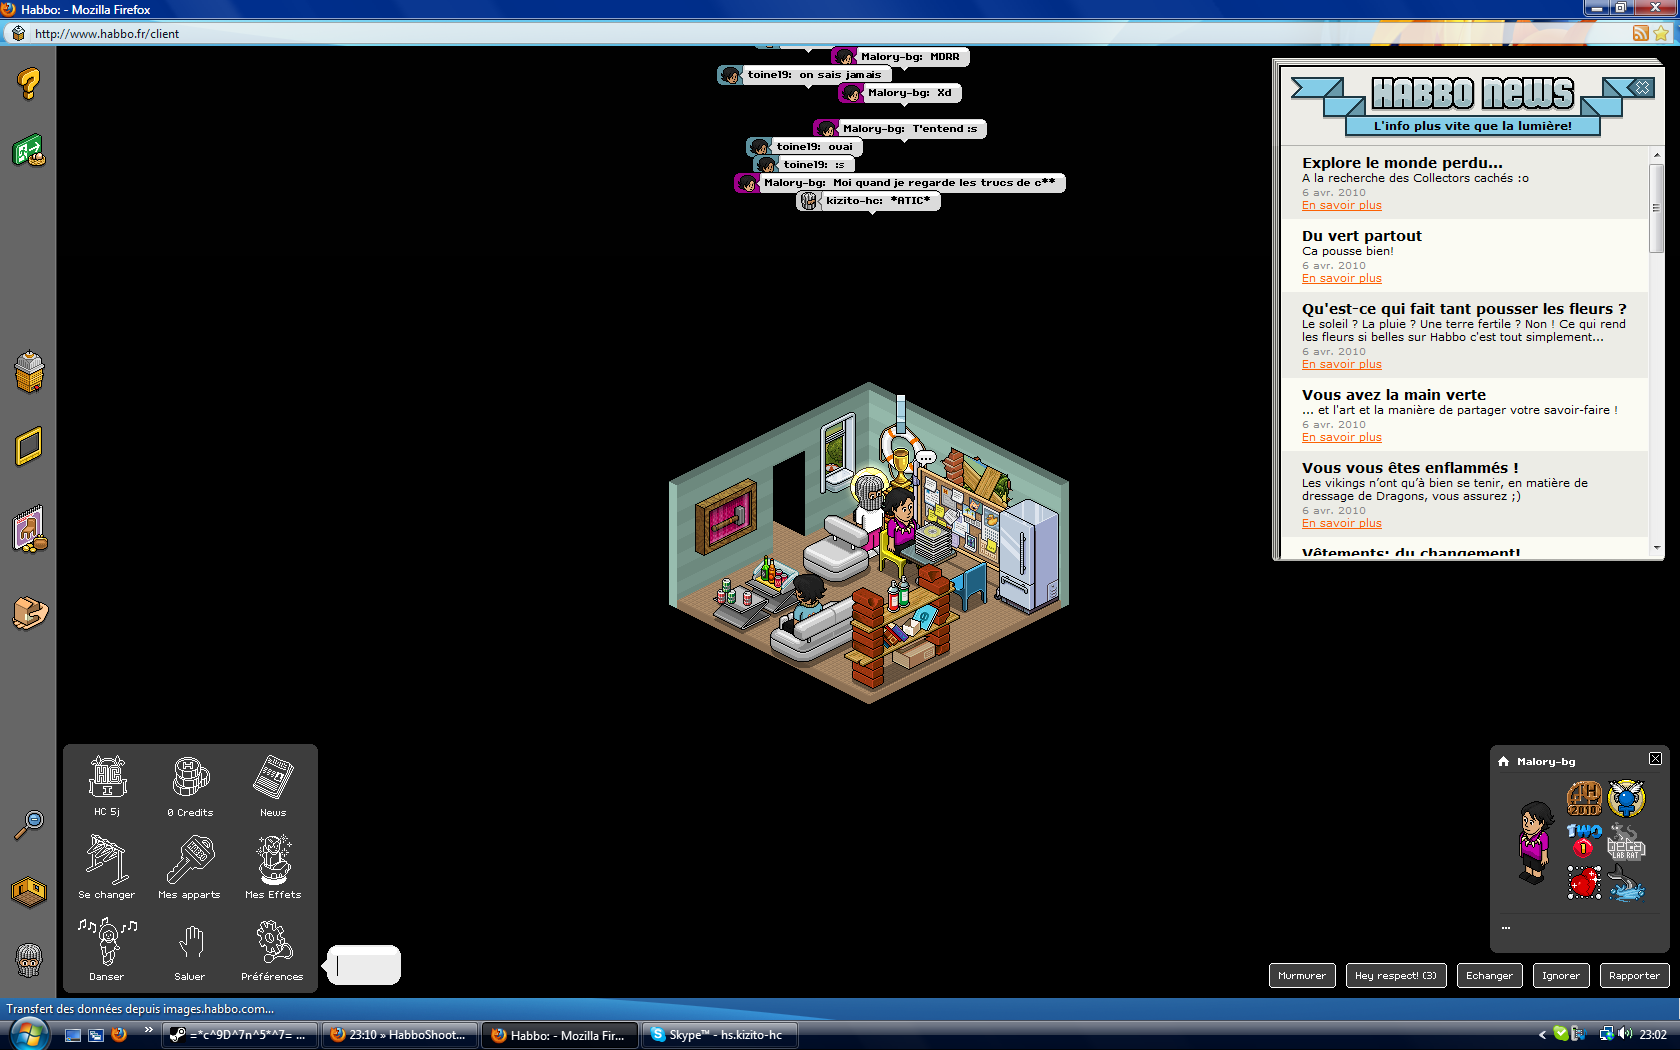 Habbo: - Mozilla Firefox
http://www.habbo.fr/client
Malory-bg: MDRR
toine19: on sais jamais
Malory-bg: Xd
Malory-bg: T'entend :s
toine19: ouai
toine19: :s
Malory-bg: Moi quand je regarde les trucs de c**
kizito-hc: *ATIC*
HABBO NEWS
L'info plus vite que la lumière!
Explore le monde perdu...
A la recherche des Collectors cachés :o
6 avr. 2010
En savoir plus
Du vert partout
Ca pousse bien!
6 avr. 2010
En savoir plus
Qu'est-ce qui fait tant pousser les fleurs ?
Le soleil ? La pluie ? Une terre fertile ? Non ! Ce qui rend
les fleurs si belles sur Habbo c'est tout simplement...
6 avr. 2010
En savoir plus
Vous avez la main verte
... et l'art et la manière de partager votre savoir-faire !
6 avr. 2010
En savoir plus
Vous vous êtes enflammés !
Les vikings n'ont qu'à bien se tenir, en matière de
dressage de Dragons, vous assurez ;)
6 avr. 2010
En savoir plus
Vêtements: du changement!
...
HC 5j
0 Credits
News
Se changer
Mes apparts
Mes Effets
Danser
Saluer
Préférences
Malory-bg
H
2010
TWO
1
beta
LAB RAT
...
Murmurer
Hey respect! (3)
Echanger
Ignorer
Rapporter
Transfert des données depuis images.habbo.com...
=*c^9D^7n^5*^7= ...
23:10 » HabboShoot...
Habbo: - Mozilla Fir...
Skype™ - hs.kizito-hc
23:02